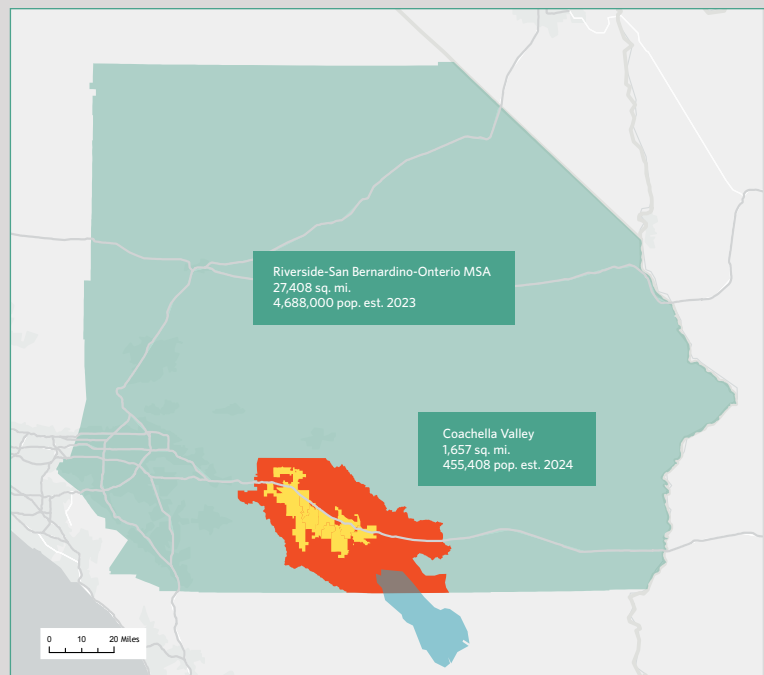 Riverside-San Bernardino-Onterio MSA
27,408 sq. mi.
4,688,000 pop. est. 2023
Coachella Valley
1,657 sq. mi.
455,408 pop. est. 2024
0 10 20 Miles